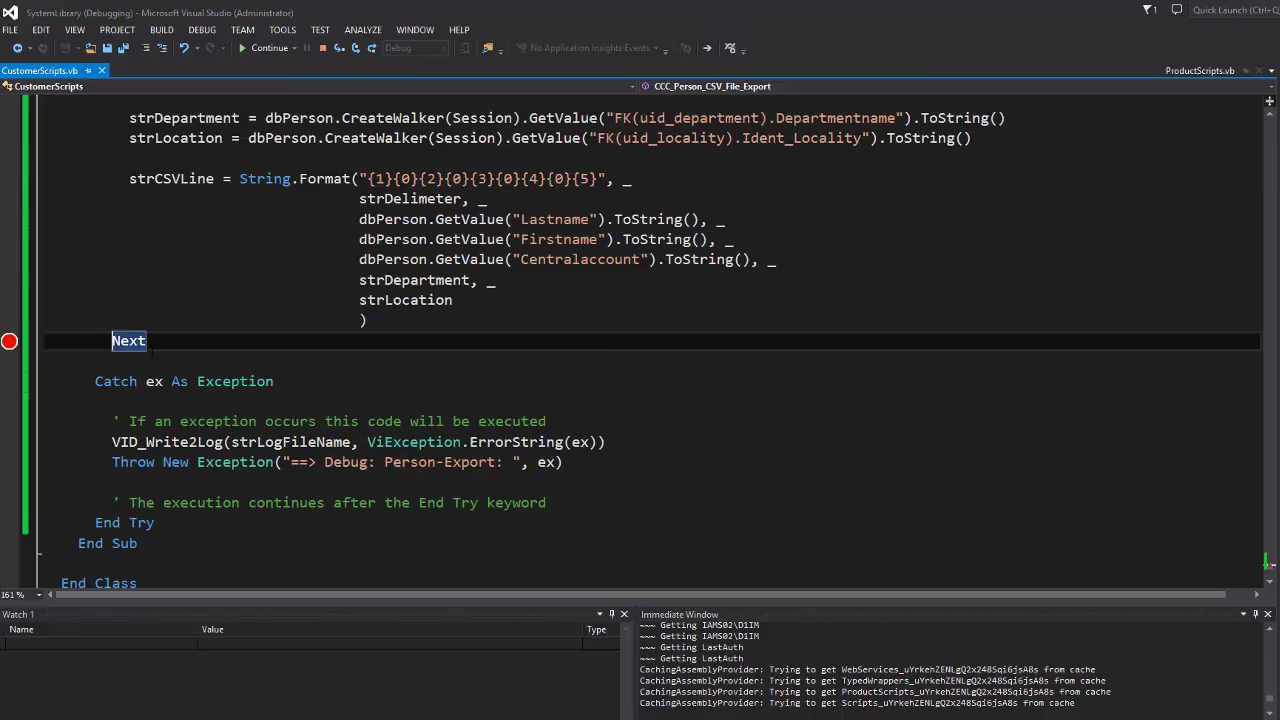 SystemLibrary (Debugging) - Microsoft Visual Studio (Administrator)
1
Quick Launch (Ctrl+Q
FILE EDIT VIEW PROJECT BUILD DEBUG TEAM TOOLS TEST ANALYZE WINDOW HELP
Continue Debug No Application Insights Events
CustomerScripts.vb ProductScripts.vb
CustomerScripts CCC_Person_CSV_File_Export
strDepartment = dbPerson.CreateWalker(Session).GetValue("FK(uid_department).Departmentname").ToString()
strLocation = dbPerson.CreateWalker(Session).GetValue("FK(uid_locality).Ident_Locality").ToString()
strCSVLine = String.Format("{1}{0}{2}{0}{3}{0}{4}{0}{5}", _
strDelimeter, _
dbPerson.GetValue("Lastname").ToString(), _
dbPerson.GetValue("Firstname").ToString(), _
dbPerson.GetValue("Centralaccount").ToString(), _
strDepartment, _
strLocation
)
Next
Catch ex As Exception
' If an exception occurs this code will be executed
VID_Write2Log(strLogFileName, ViException.ErrorString(ex))
Throw New Exception("==> Debug: Person-Export: ", ex)
' The execution continues after the End Try keyword
End Try
End Sub
End Class
161 %
Watch 1
Name Value Type
Immediate Window
~~~ Getting IAMS02\D1IM
~~~ Getting IAMS02\D1IM
~~~ Getting LastAuth
~~~ Getting LastAuth
CachingAssemblyProvider: Trying to get WebServices_uYrkehZENLgQ2x248Sqi6jsA8s from cache
CachingAssemblyProvider: Trying to get TypedWrappers_uYrkehZENLgQ2x248Sqi6jsA8s from cache
CachingAssemblyProvider: Trying to get ProductScripts_uYrkehZENLgQ2x248Sqi6jsA8s from cache
CachingAssemblyProvider: Trying to get Scripts_uYrkehZENLgQ2x248Sqi6jsA8s from cache